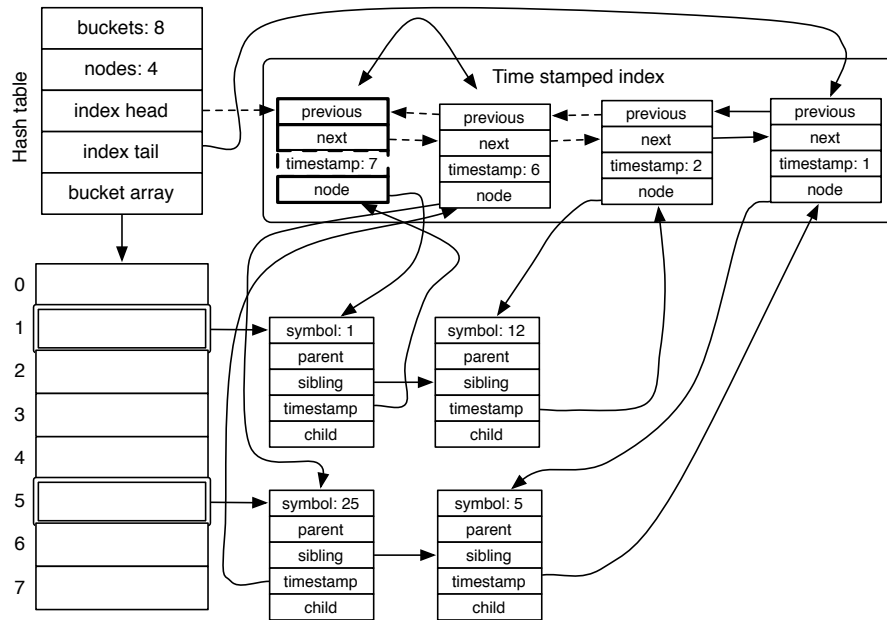 Hash table
buckets: 8
nodes: 4
index head
index tail
bucket array
Time stamped index
previous
next
timestamp: 7
node
previous
next
timestamp: 6
node
previous
next
timestamp: 2
node
previous
next
timestamp: 1
node
0
1
2
3
4
5
6
7
symbol: 1
parent
sibling
timestamp
child
symbol: 12
parent
sibling
timestamp
child
symbol: 25
parent
sibling
timestamp
child
symbol: 5
parent
sibling
timestamp
child